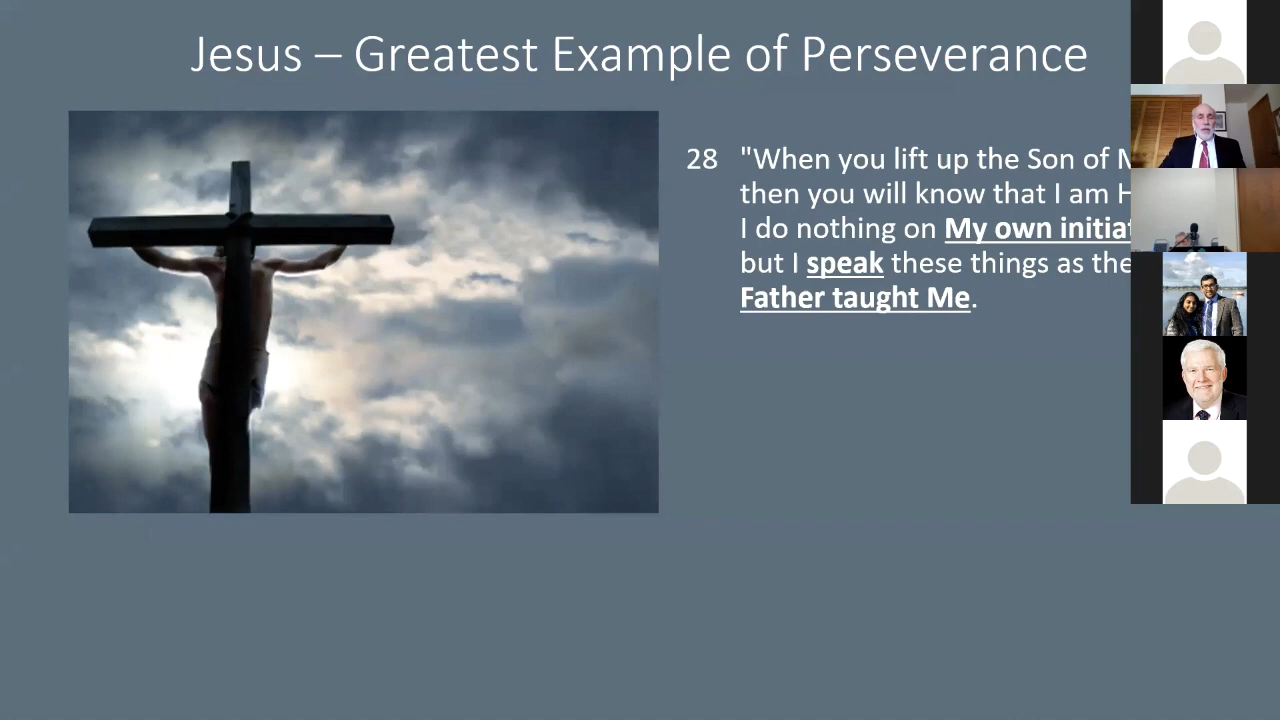 Jesus – Greatest Example of Perseverance
28 "When you lift up the Son of
then you will know that I am
I do nothing on My own
but I speak these things as the
Father taught Me.